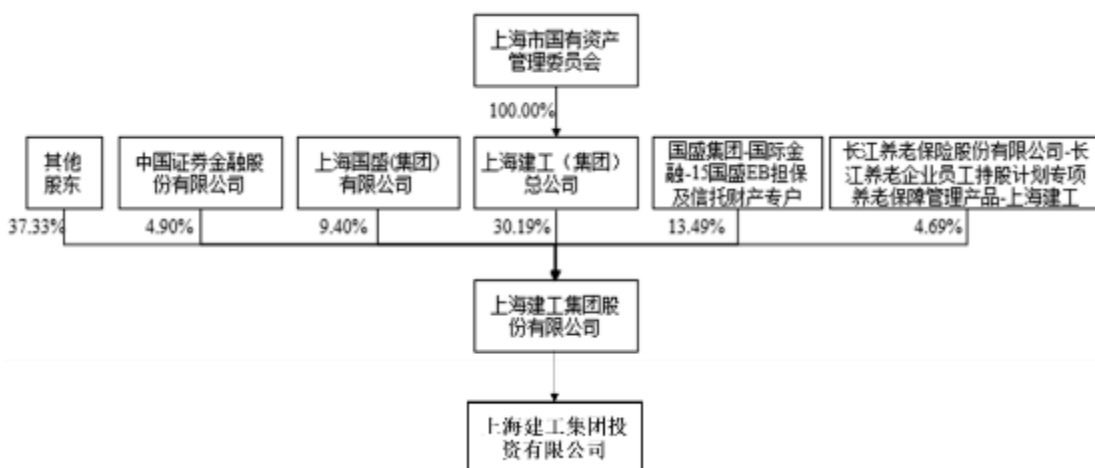 上海市国有资产
管理委员会
100.00%
其他
股东
中国证券金融股
份有限公司
上海国盛(集团)
有限公司
上海建工（集团）
总公司
国盛集团-国际金
融-15国盛EB担保
及信托财产专户
长江养老保险股份有限公司-长
江养老企业员工持股计划专项
养老保障管理产品-上海建工
37.33%
4.90%
9.40%
30.19%
13.49%
4.69%
上海建工集团股
份有限公司
上海建工集团投
资有限公司